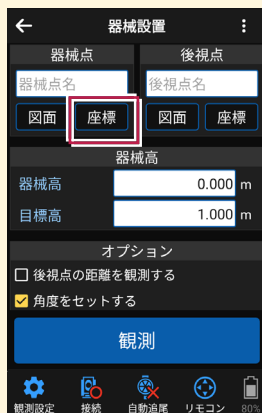 器械設置
器械点 後視点
器械点名 後視点名
図面 座標 図面 座標
器械高
器械高 0.000 m
目標高 1.000 m
オプション
後視点の距離を観測する
角度をセットする
観測
観測設定 接続 自動追尾 リモコン 80%